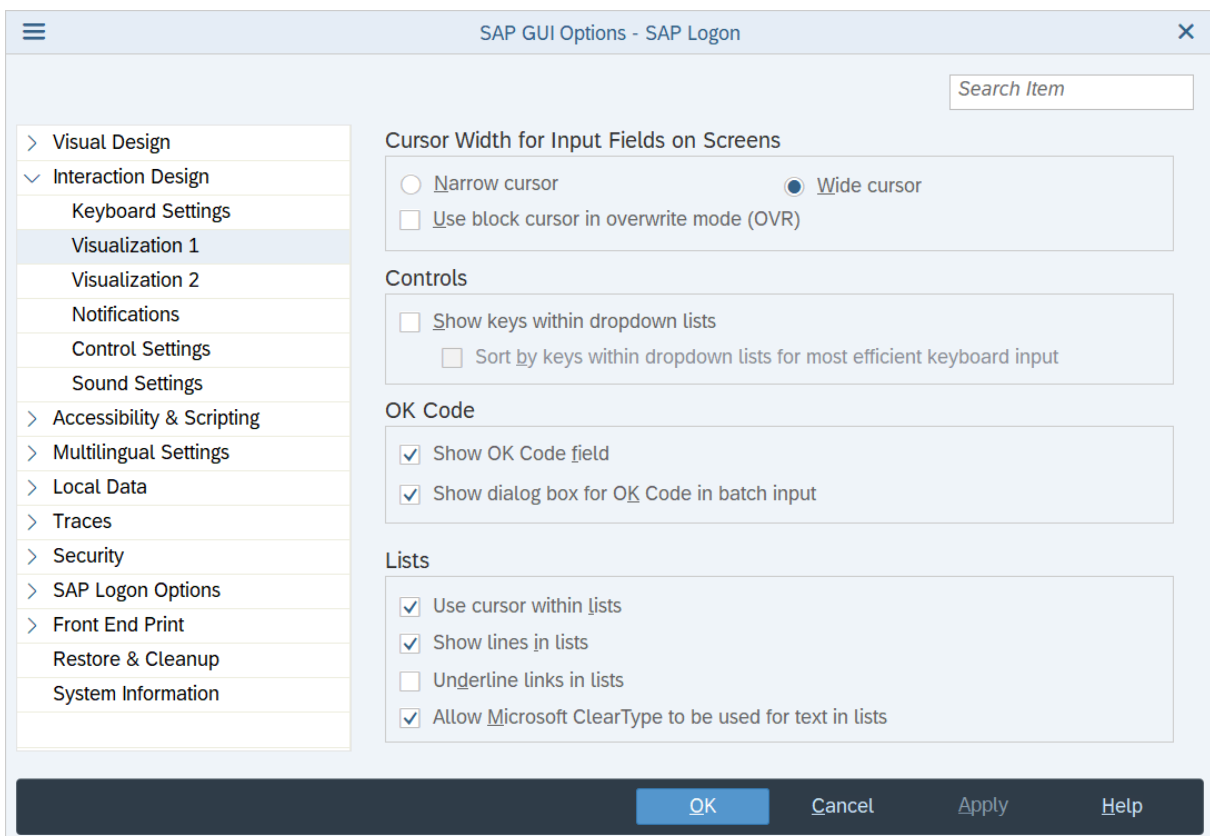 SAP GUI Options - SAP Logon
Search Item
Visual Design
Interaction Design
Keyboard Settings
Visualization 1
Visualization 2
Notifications
Control Settings
Sound Settings
Accessibility & Scripting
Multilingual Settings
Local Data
Traces
Security
SAP Logon Options
Front End Print
Restore & Cleanup
System Information
Cursor Width for Input Fields on Screens
Narrow cursor
Wide cursor
Use block cursor in overwrite mode (OVR)
Controls
Show keys within dropdown lists
Sort by keys within dropdown lists for most efficient keyboard input
OK Code
Show OK Code field
Show dialog box for OK Code in batch input
Lists
Use cursor within lists
Show lines in lists
Underline links in lists
Allow Microsoft ClearType to be used for text in lists
OK
Cancel
Apply
Help